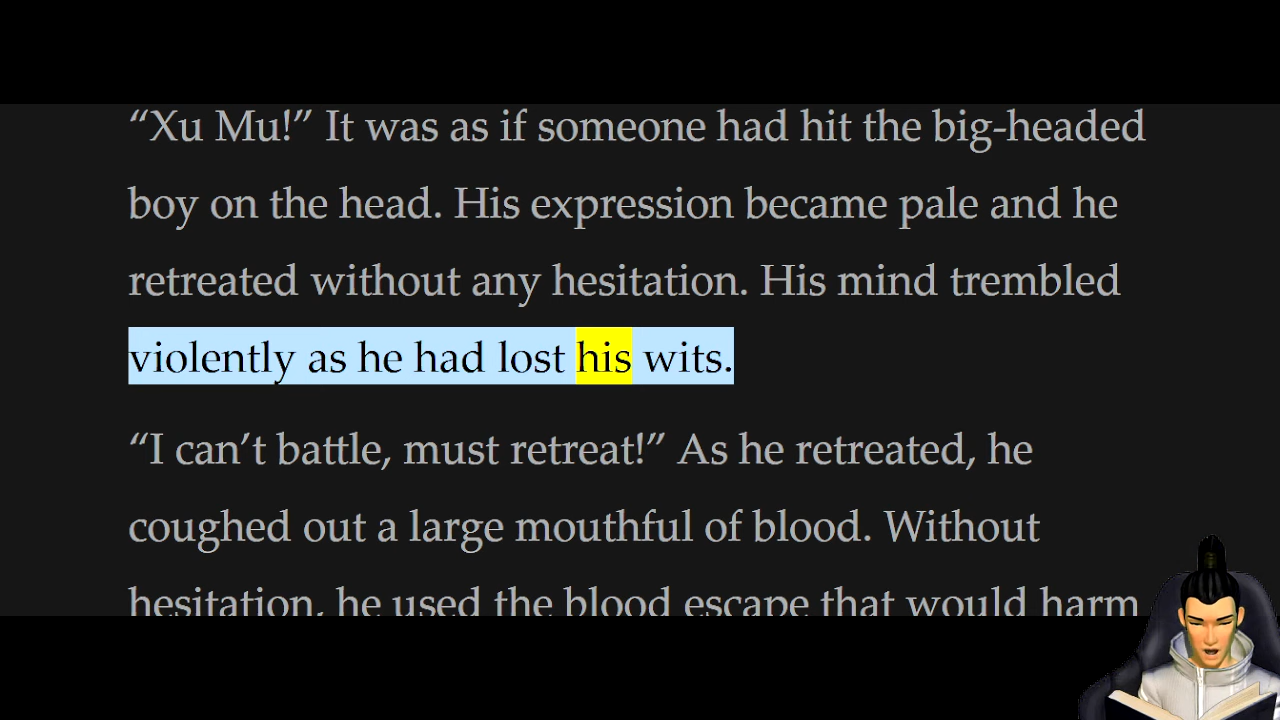 “Xu Mu!” It was as if someone had hit the big-headed
boy on the head. His expression became pale and he
retreated without any hesitation. His mind trembled
violently as he had lost his wits.
“I can’t battle, must retreat!” As he retreated, he
coughed out a large mouthful of blood. Without
hesitation, he used the blood escape that would harm